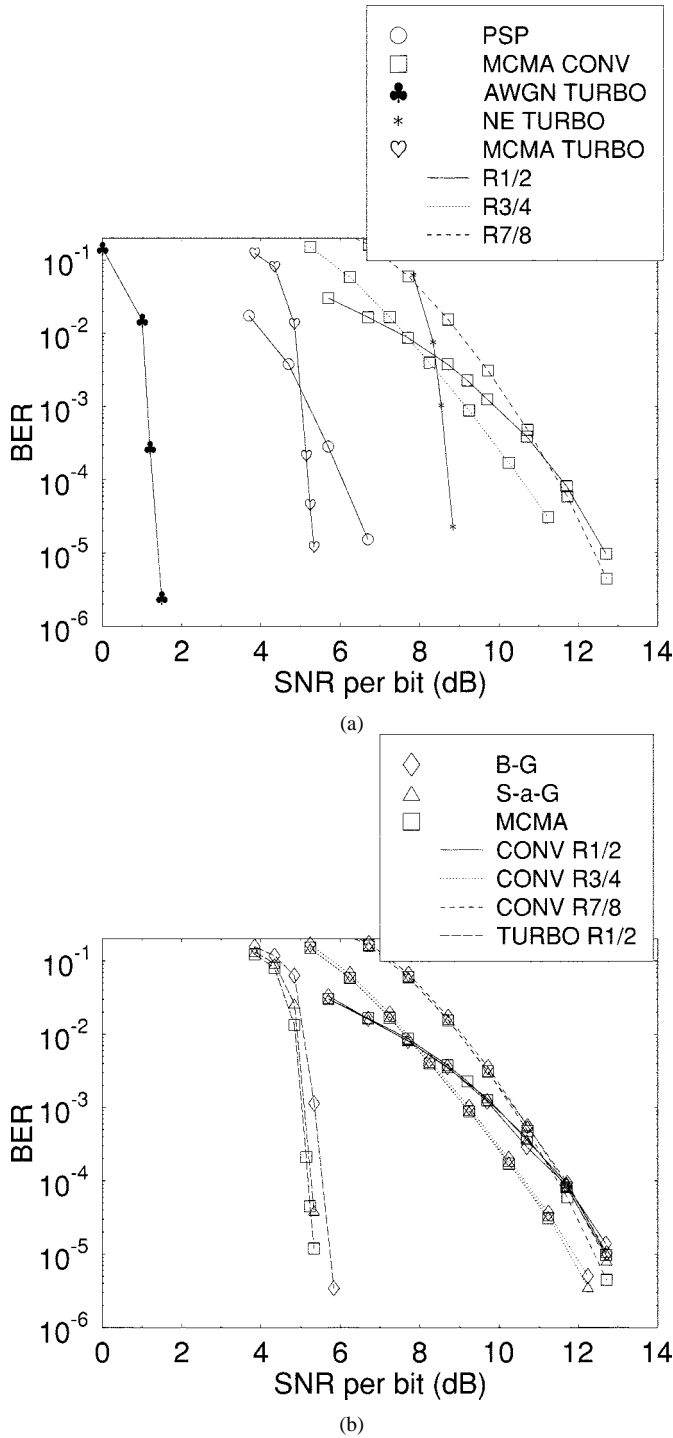 PSP
MCMA CONV
AWGN TURBO
NE TURBO
MCMA TURBO
R1/2
R3/4
R7/8
10^-1
10^-2
10^-3
10^-4
10^-5
10^-6
BER
0 2 4 6 8 10 12 14
SNR per bit (dB)
(a)
B-G
S-a-G
MCMA
CONV R1/2
CONV R3/4
CONV R7/8
TURBO R1/2
10^-1
10^-2
10^-3
10^-4
10^-5
10^-6
BER
0 2 4 6 8 10 12 14
SNR per bit (dB)
(b)